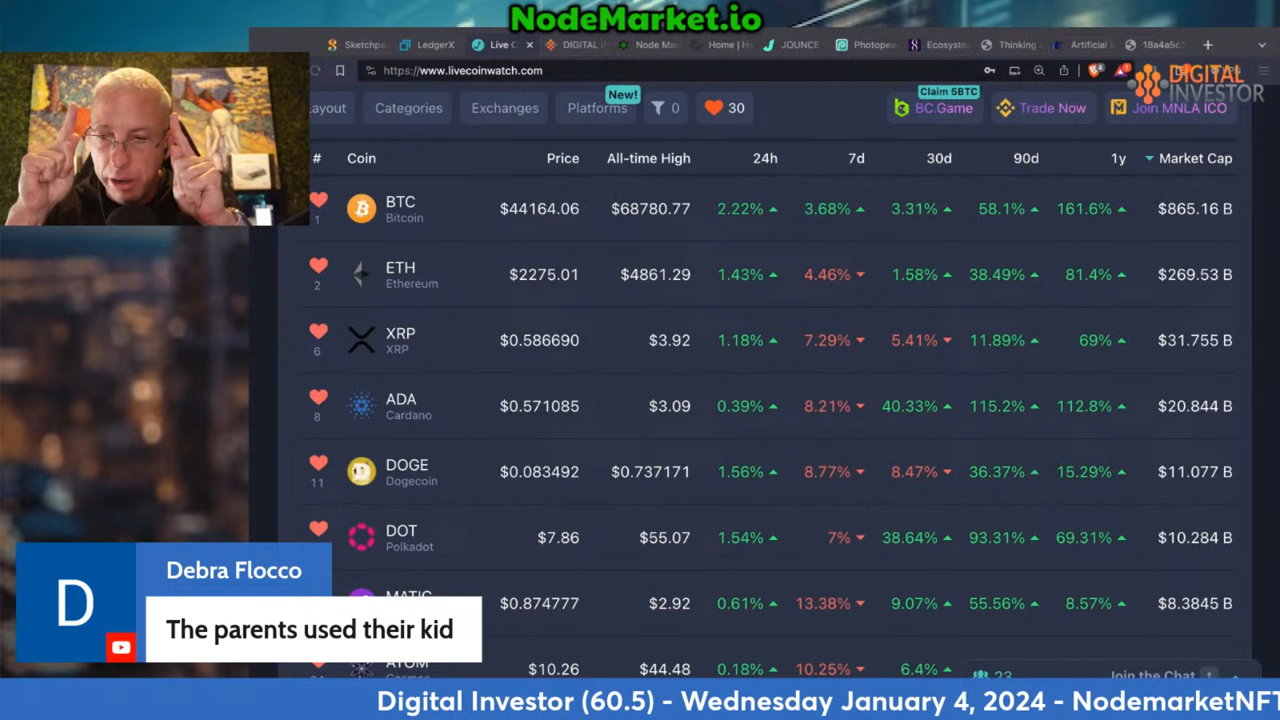 NodeMarket.io
Sketchpa LedgerX Live C DIGITAL I Node Mar Home | H JOUNCE Photopea Ecosyste Thinking Artificial 18a4a5c
https://www.livecoinwatch.com
DIGITAL INVESTOR
ayout Categories Exchanges Platforms New! 0 30 Claim 5BTC BC.Game Trade Now Join MNLA ICO
# Coin Price All-time High 24h 7d 30d 90d 1y Market Cap
1 BTC Bitcoin $44164.06 $68780.77 2.22% 3.68% 3.31% 58.1% 161.6% $865.16 B
2 ETH Ethereum $2275.01 $4861.29 1.43% 4.46% 1.58% 38.49% 81.4% $269.53 B
6 XRP XRP $0.586690 $3.92 1.18% 7.29% 5.41% 11.89% 69% $31.755 B
8 ADA Cardano $0.571085 $3.09 0.39% 8.21% 40.33% 115.2% 112.8% $20.844 B
11 DOGE Dogecoin $0.083492 $0.737171 1.56% 8.77% 8.47% 36.37% 15.29% $11.077 B
DOT Polkadot $7.86 $55.07 1.54% 7% 38.64% 93.31% 69.31% $10.284 B
MATIC $0.874777 $2.92 0.61% 13.38% 9.07% 55.56% 8.57% $8.3845 B
ATOM Cosmos $10.26 $44.48 0.18% 10.25% 6.4%
23 Join the Chat
D
Debra Flocco
The parents used their kid
Digital Investor (60.5) - Wednesday January 4, 2024 - NodemarketNFT